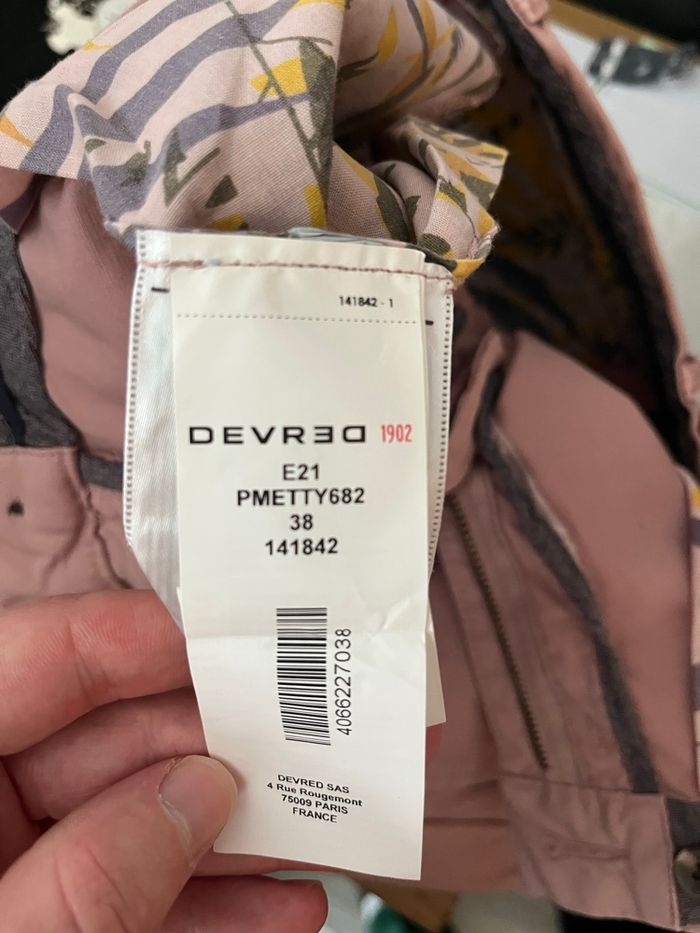 141842 - 1
DEVRED 1902
E21
PMETTY682
38
141842
4066227038
DEVRED SAS
4 Rue Rougemont
75009 PARIS
FRANCE